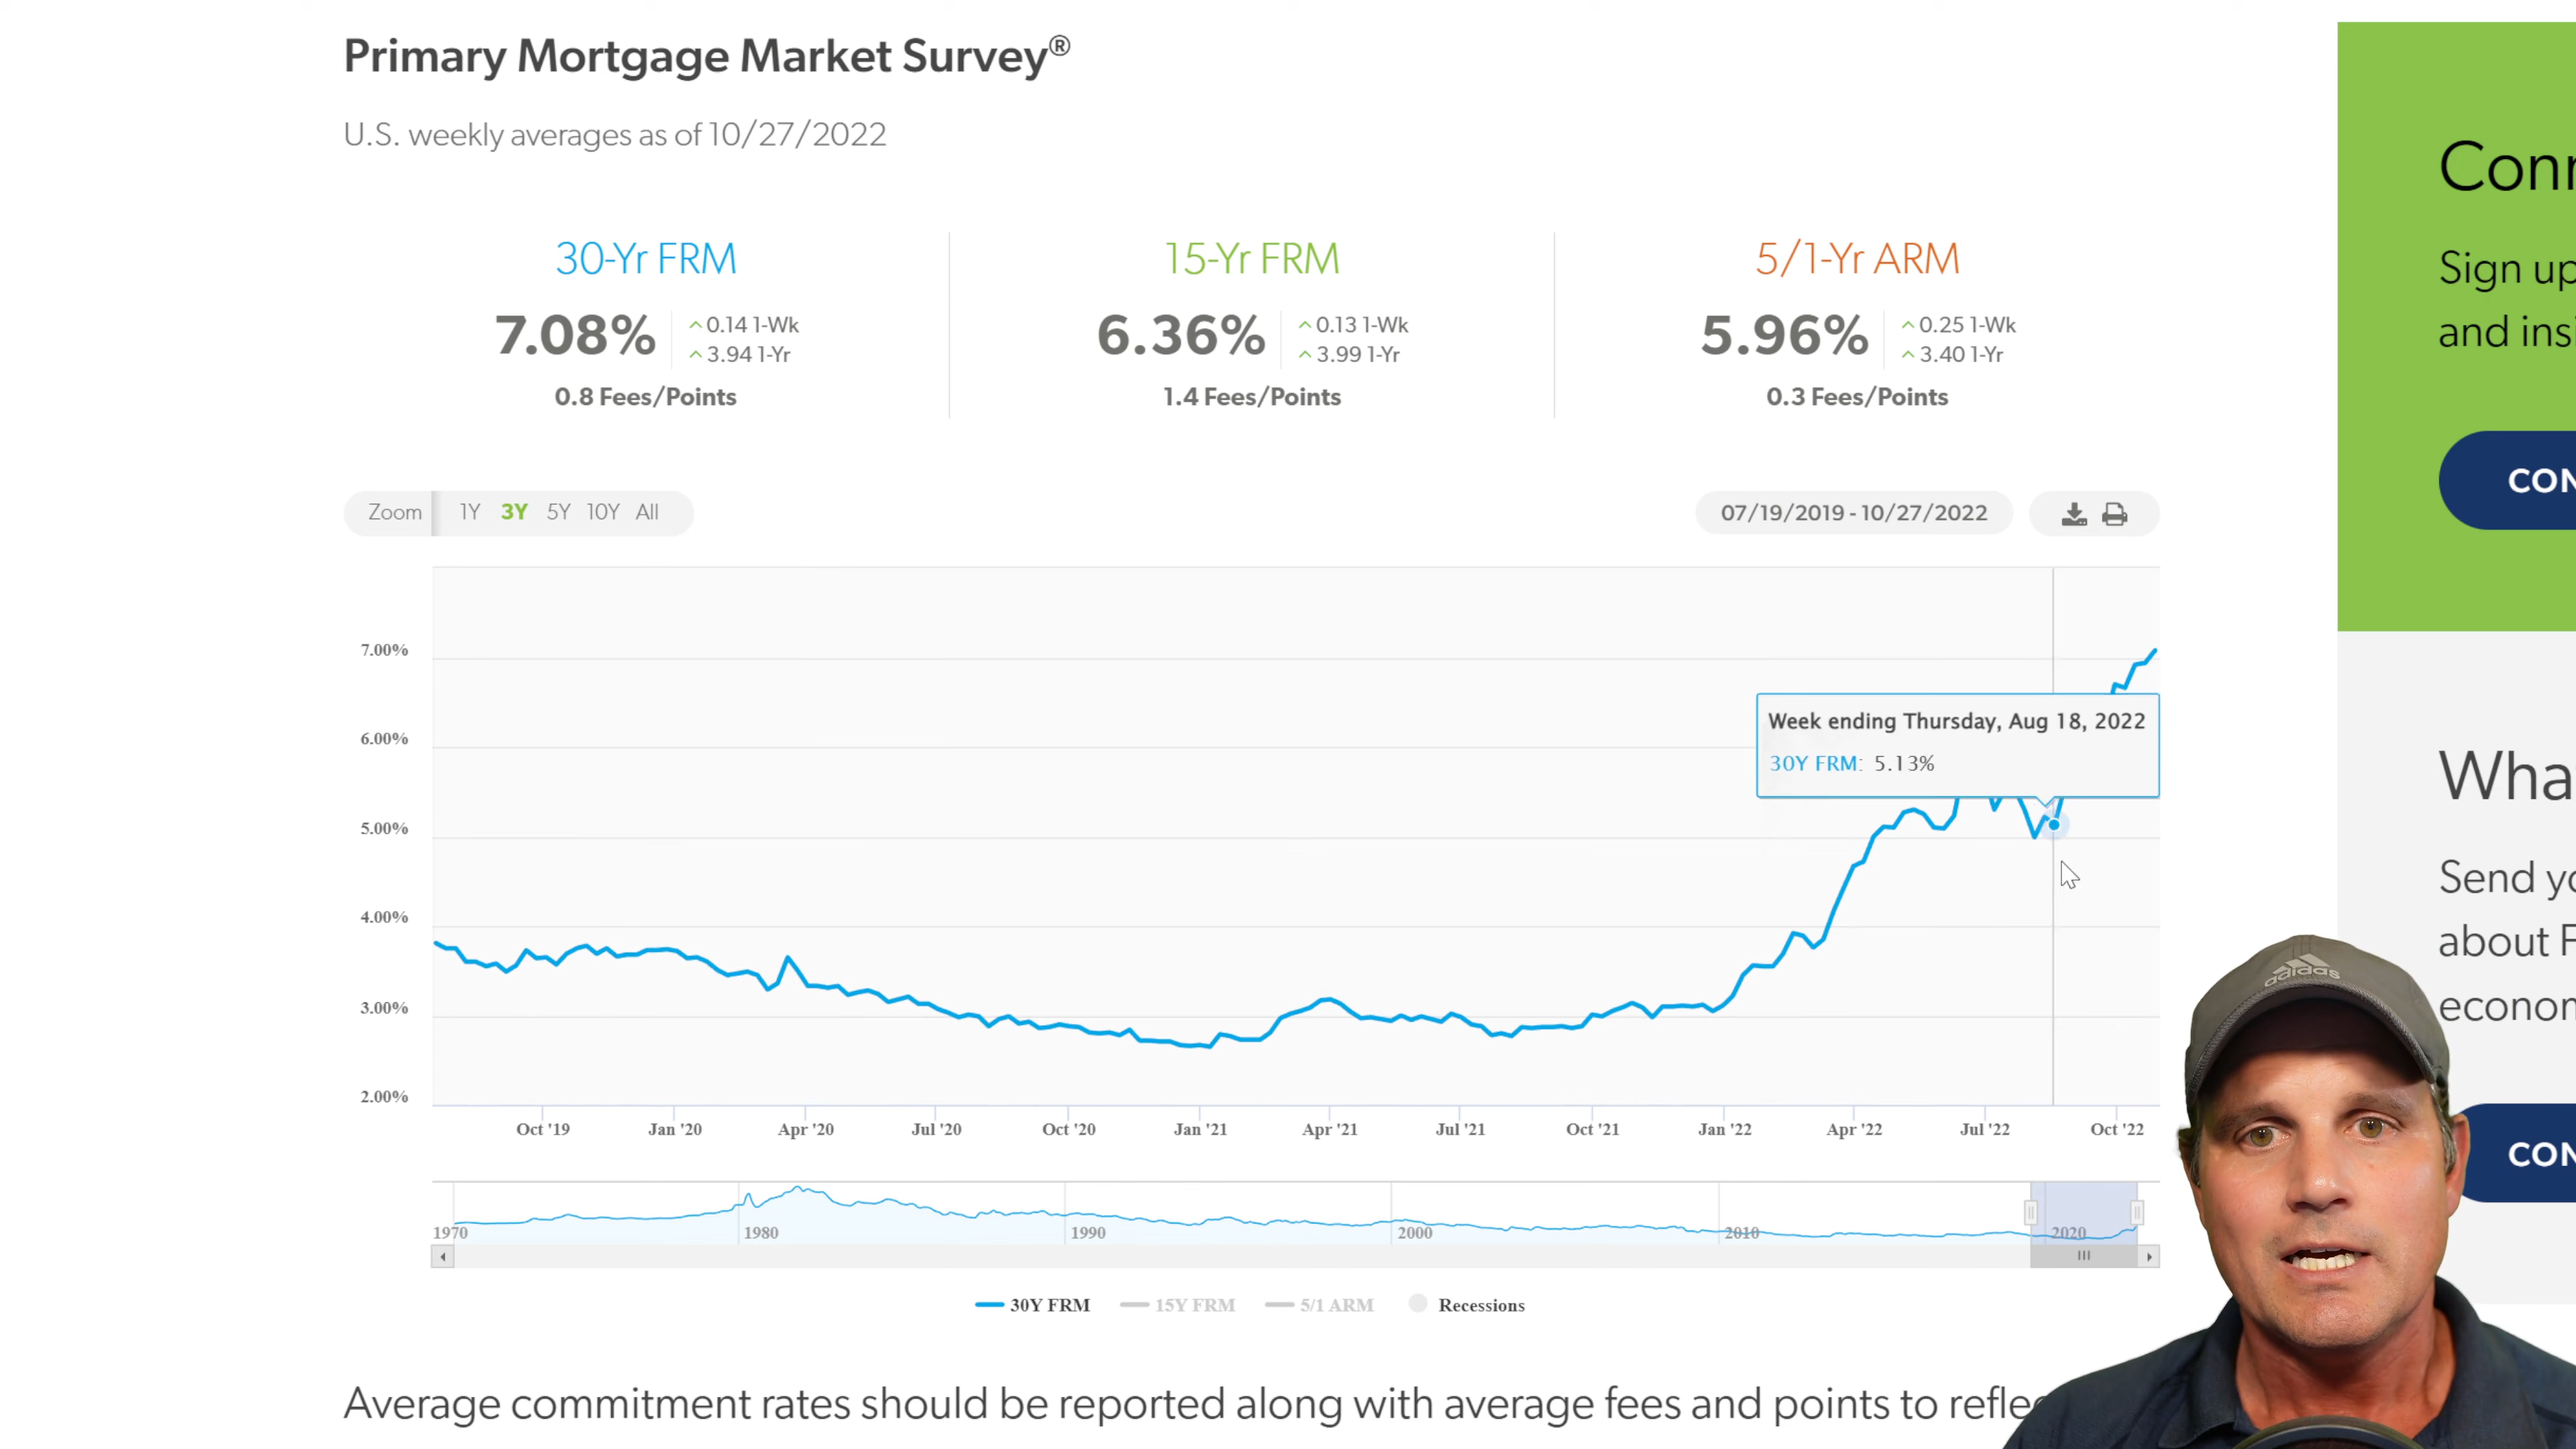 Primary Mortgage Market Survey®
U.S. weekly averages as of 10/27/2022
30-Yr FRM
7.08%
0.14 1-Wk
3.94 1-Yr
0.8 Fees/Points
15-Yr FRM
6.36%
0.13 1-Wk
3.99 1-Yr
1.4 Fees/Points
5/1-Yr ARM
5.96%
0.25 1-Wk
3.40 1-Yr
0.3 Fees/Points
Zoom 1Y 3Y 5Y 10Y All
07/19/2019 - 10/27/2022
7.00%
6.00%
5.00%
4.00%
3.00%
2.00%
Week ending Thursday, Aug 18, 2022
30Y FRM: 5.13%
Oct '19 Jan '20 Apr '20 Jul '20 Oct '20 Jan '21 Apr '21 Jul '21 Oct '21 Jan '22 Apr '22 Jul '22 Oct '22
1970 1980 1990 2000 2010 2020
30Y FRM 15Y FRM 5/1 ARM Recessions
Average commitment rates should be reported along with average fees and points to
Sign up
and
Send
about
adidas